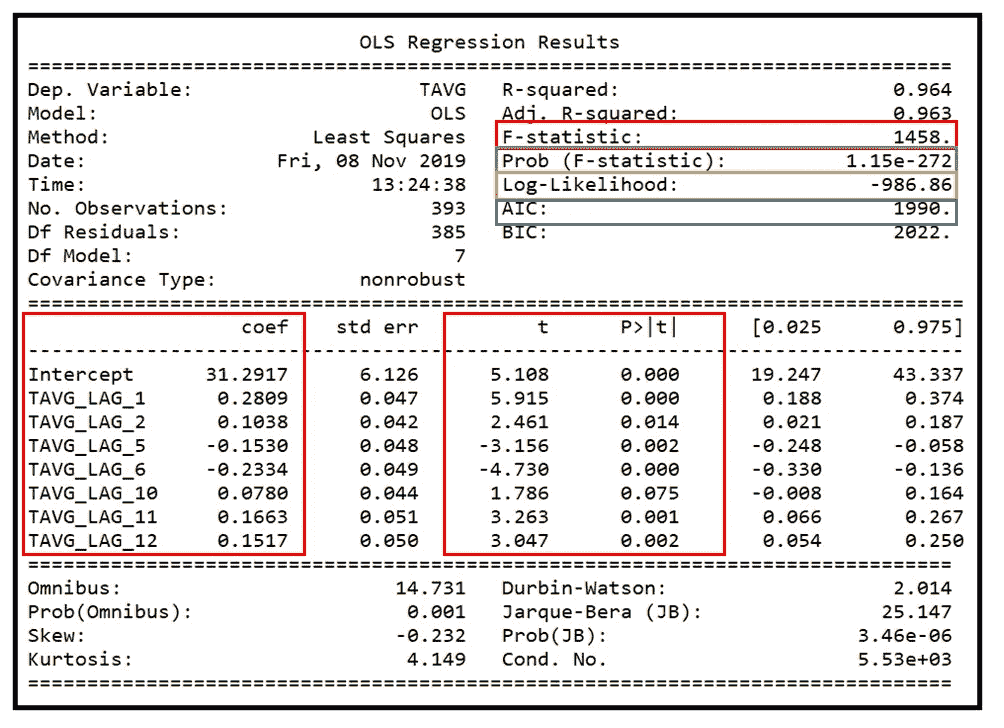 OLS Regression Results
==============================================================================
Dep. Variable: TAVG R-squared: 0.964
Model: OLS Adj. R-squared: 0.963
Method: Least Squares F-statistic: 1458.
Date: Fri, 08 Nov 2019 Prob (F-statistic): 1.15e-272
Time: 13:24:38 Log-Likelihood: -986.86
No. Observations: 393 AIC: 1990.
Df Residuals: 385 BIC: 2022.
Df Model: 7
Covariance Type: nonrobust
===============================================================================
coef std err t P>|t| [0.025 0.975]
-------------------------------------------------------------------------------
Intercept 31.2917 6.126 5.108 0.000 19.247 43.337
TAVG_LAG_1 0.2809 0.047 5.915 0.000 0.188 0.374
TAVG_LAG_2 0.1038 0.042 2.461 0.014 0.021 0.187
TAVG_LAG_5 -0.1530 0.048 -3.156 0.002 -0.248 -0.058
TAVG_LAG_6 -0.2334 0.049 -4.730 0.000 -0.330 -0.136
TAVG_LAG_10 0.0780 0.044 1.786 0.075 -0.008 0.164
TAVG_LAG_11 0.1663 0.051 3.263 0.001 0.066 0.267
TAVG_LAG_12 0.1517 0.050 3.047 0.002 0.054 0.250
==============================================================================
Omnibus: 14.731 Durbin-Watson: 2.014
Prob(Omnibus): 0.001 Jarque-Bera (JB): 25.147
Skew: -0.232 Prob(JB): 3.46e-06
Kurtosis: 4.149 Cond. No. 5.53e+03
==============================================================================